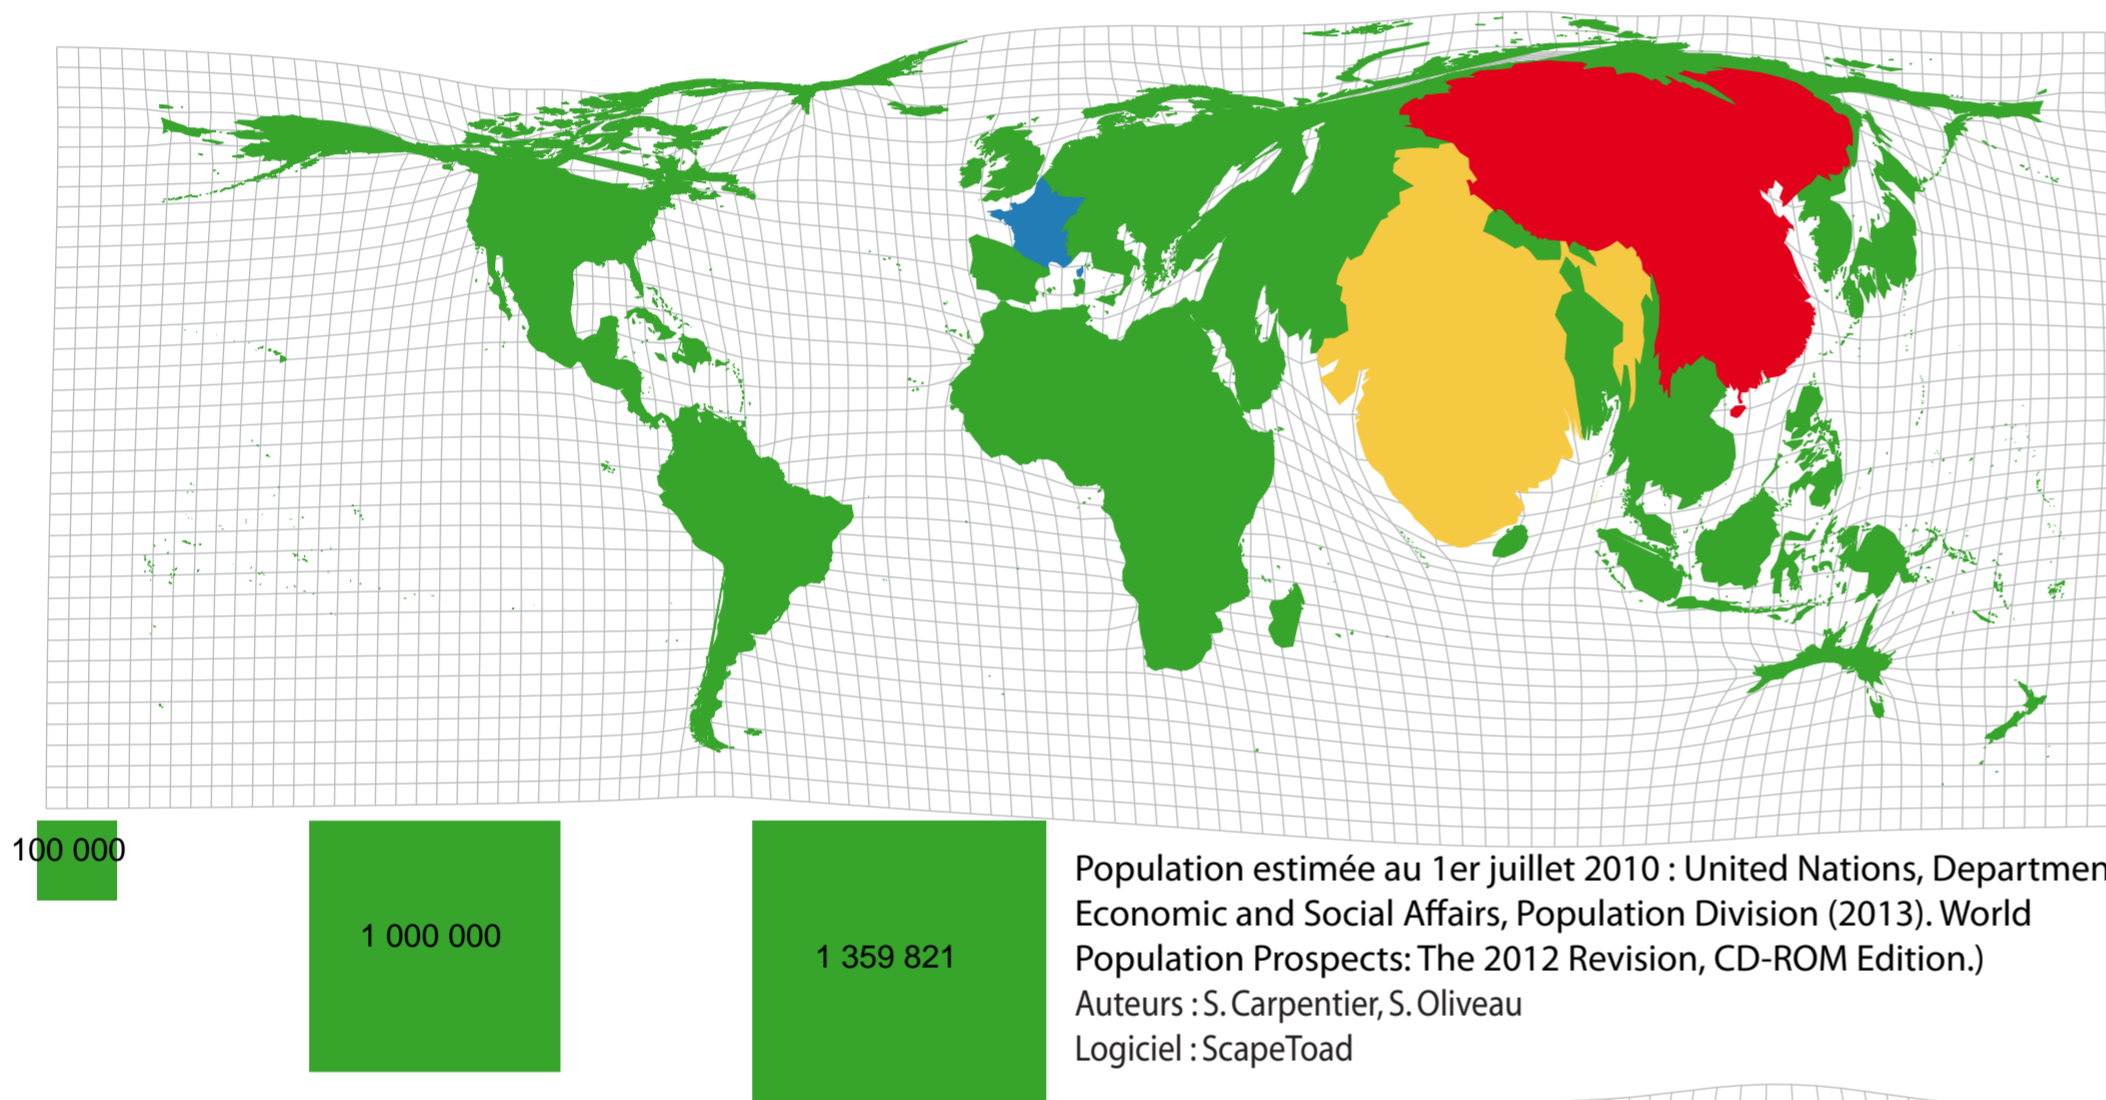 100 000
1 000 000
1 359 821
Population estimée au 1er juillet 2010 : United Nations, Departmen
Economic and Social Affairs, Population Division (2013). World
Population Prospects: The 2012 Revision, CD-ROM Edition.)
Auteurs : S. Carpentier, S. Oliveau
Logiciel : ScapeToad